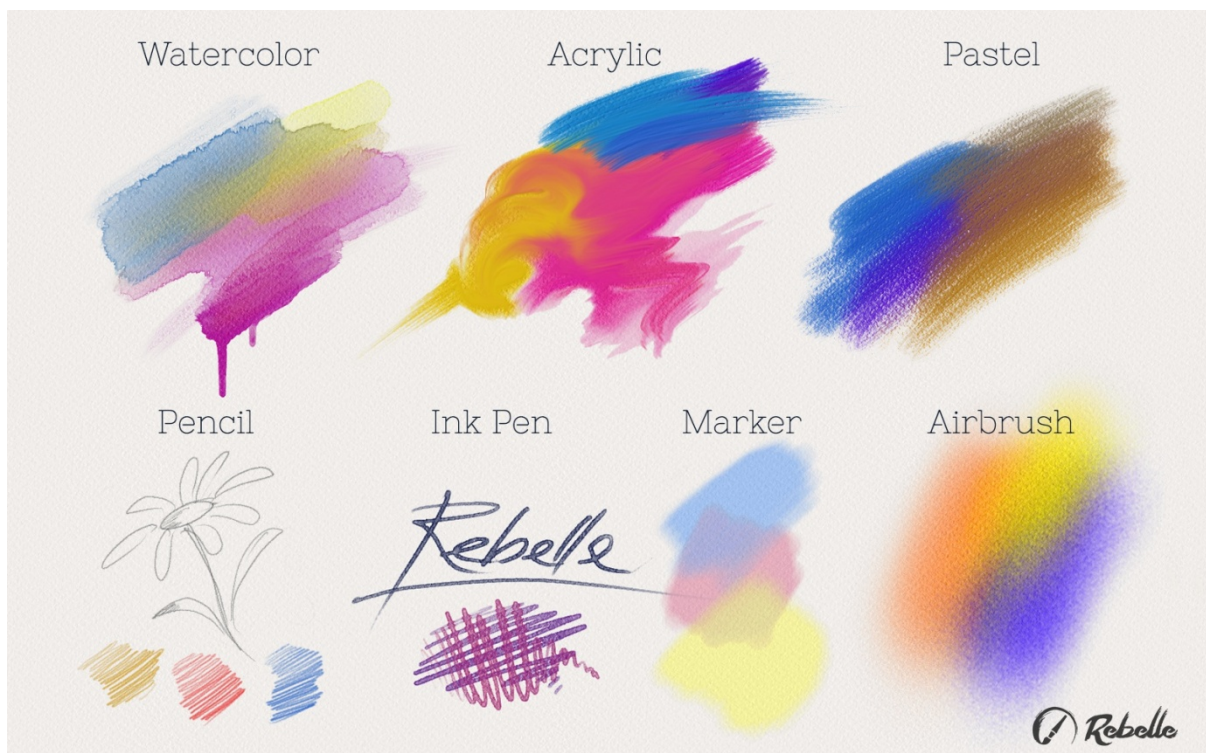 Watercolor
Acrylic
Pastel
Pencil
Ink Pen
Marker
Airbrush
Rebelle
Rebelle